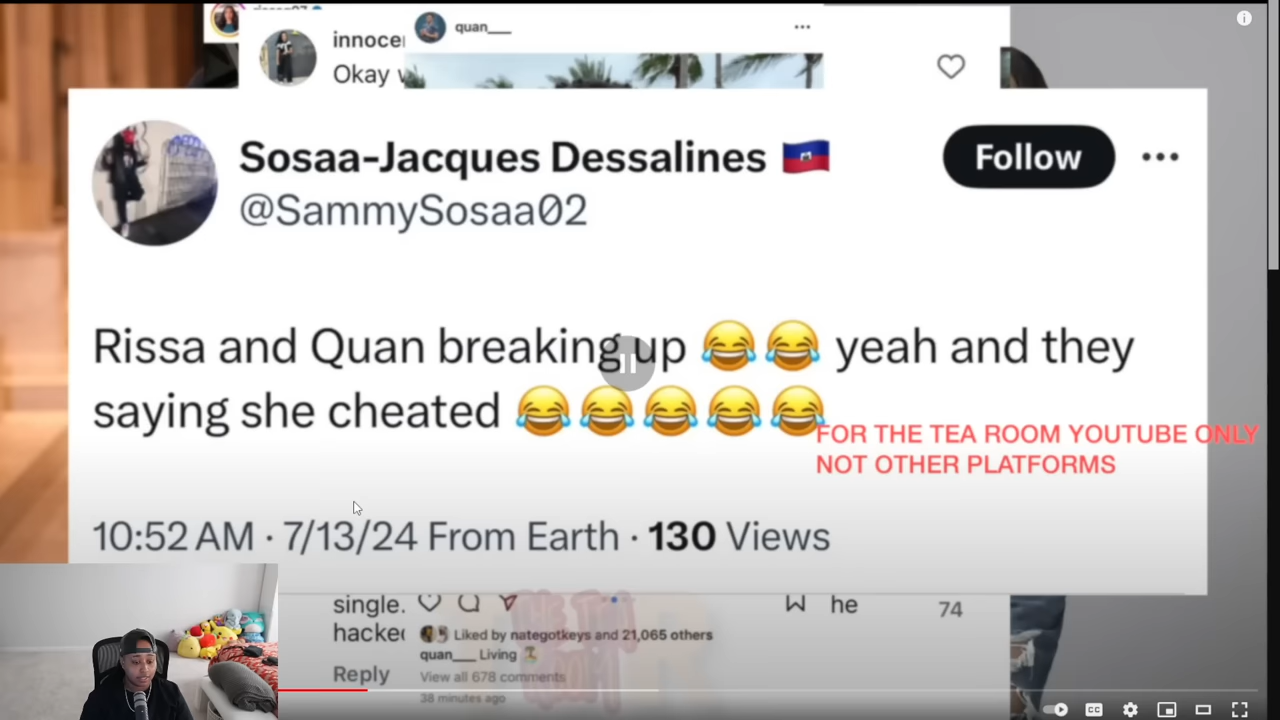 quan___
innoce
Okay w
Sosaa-Jacques Dessalines 🇭🇹
@SammySosaa02
Follow
Rissa and Quan breaking up 😂😂 yeah and they
saying she cheated 😂😂😂😂😂
FOR THE TEA ROOM YOUTUBE ONLY
NOT OTHER PLATFORMS
10:52 AM · 7/13/24 From Earth · 130 Views
single.
he
74
hacked
Liked by nategotkeys and 21,065 others
quan___ Living
View all 678 comments
Reply
38 minutes ago